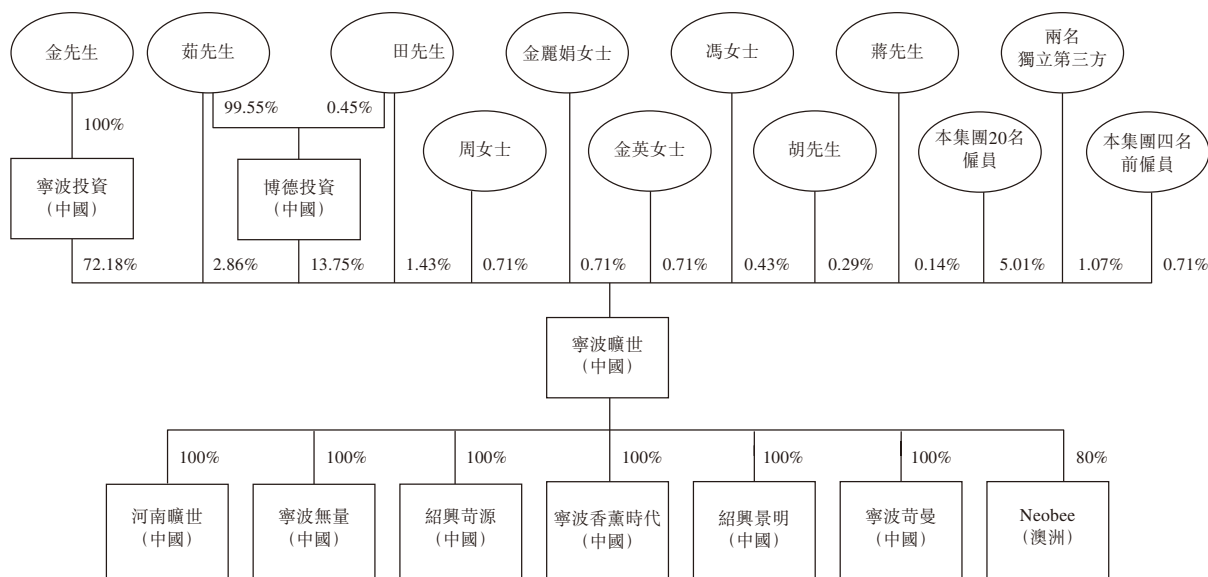 金先生
茹先生
田先生
金麗娟女士
馮女士
蔣先生
兩名
獨立第三方
99.55%
0.45%
100%
周女士
金英女士
胡先生
本集團20名
僱員
本集團四名
前僱員
寧波投資
（中國）
博德投資
（中國）
72.18%
2.86%
13.75%
1.43%
0.71%
0.71%
0.71%
0.43%
0.29%
0.14%
5.01%
1.07%
0.71%
寧波曠世
（中國）
100%
100%
100%
100%
100%
100%
80%
河南曠世
（中國）
寧波無量
（中國）
紹興苛源
（中國）
寧波香薰時代
（中國）
紹興景明
（中國）
寧波苛曼
（中國）
Neobee
（澳洲）